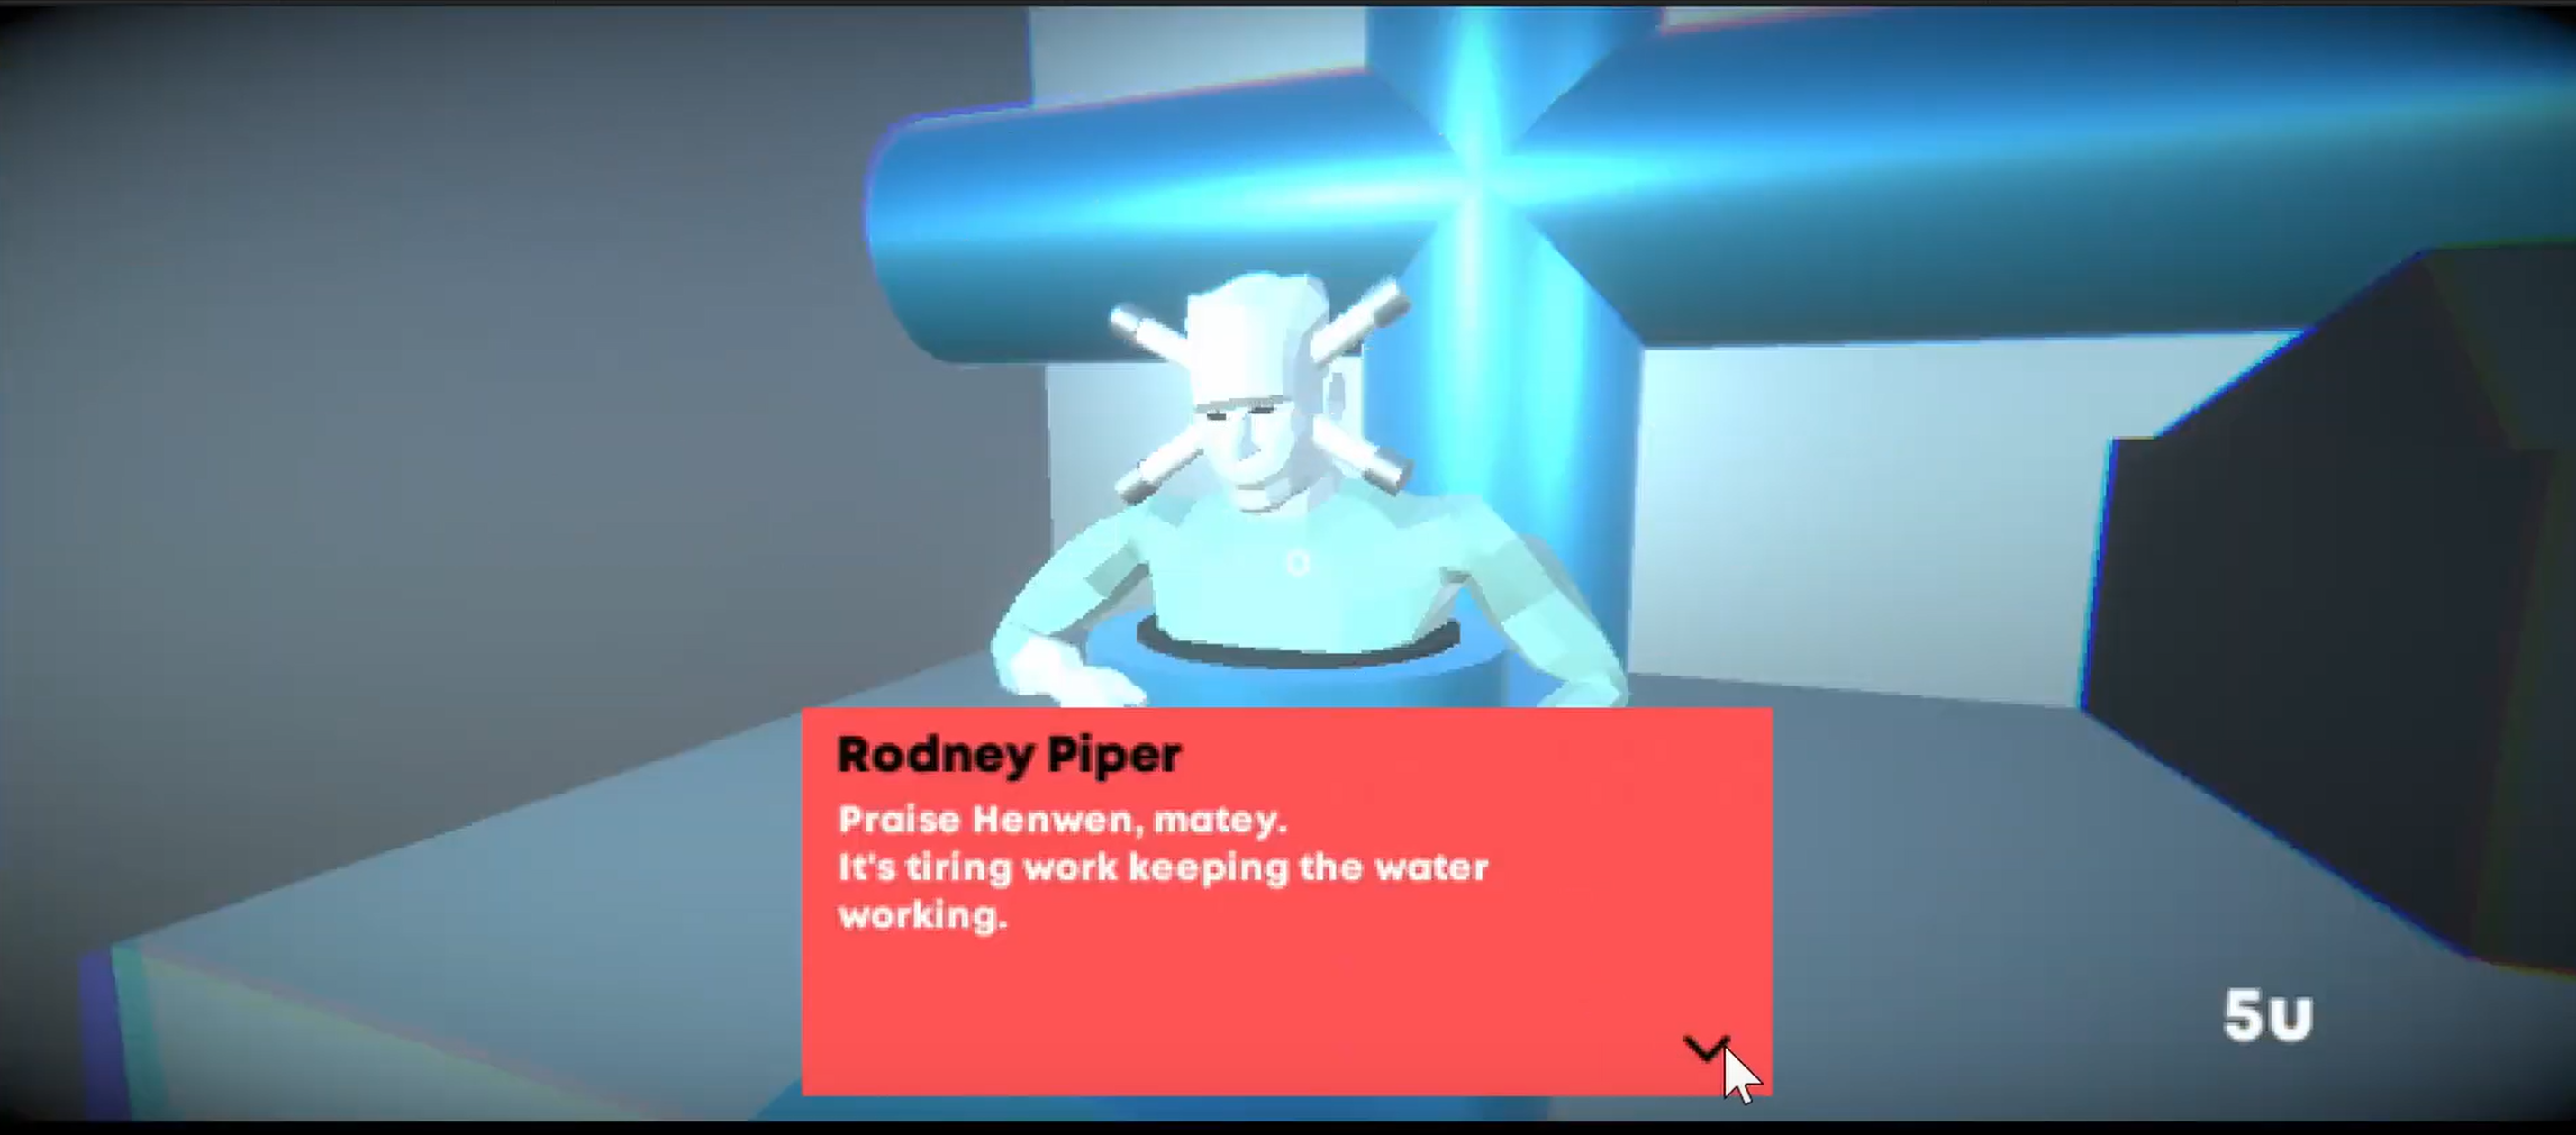 Rodney Piper
Praise Henwen, matey.
It's tiring work keeping the water
working.
5u